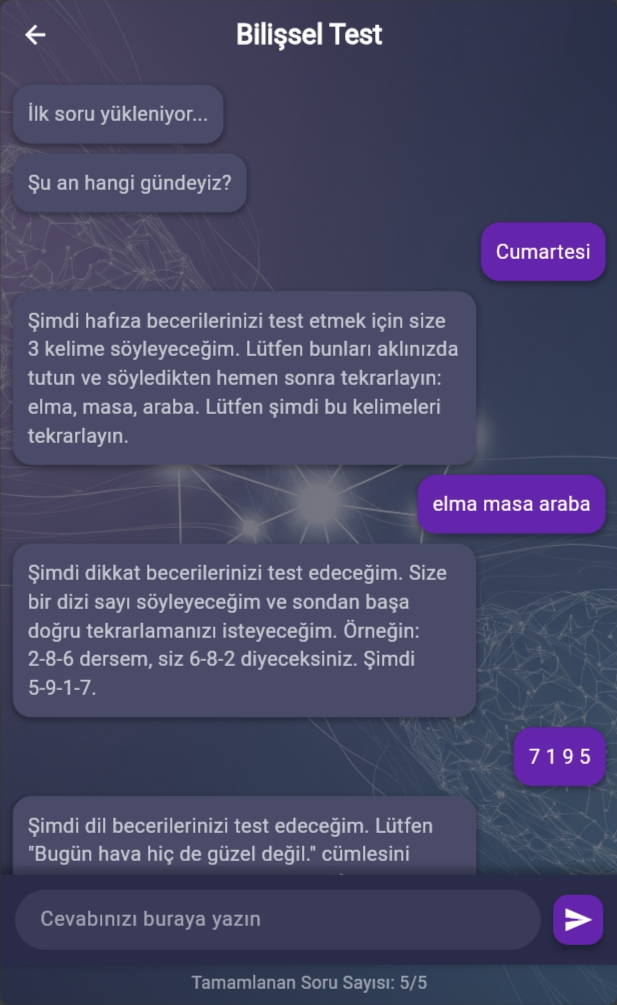 Bilişsel Test
İlk soru yükleniyor...
Şu an hangi gündeyiz?
Cumartesi
Şimdi hafıza becerilerinizi test etmek için size
3 kelime söyleyeceğim. Lütfen bunları aklınızda
tutun ve söyledikten hemen sonra tekrarlayın:
elma, masa, araba. Lütfen şimdi bu kelimeleri
tekrarlayın.
elma masa araba
Şimdi dikkat becerilerinizi test edeceğim. Size
bir dizi sayı söyleyeceğim ve sondan başa
doğru tekrarlamanızı isteyeceğim. Örneğin:
2-8-6 dersem, siz 6-8-2 diyeceksiniz. Şimdi
5-9-1-7.
7 1 9 5
Şimdi dil becerilerinizi test edeceğim. Lütfen
"Bugün hava hiç de güzel değil." cümlesini
Cevabınızı buraya yazın
Tamamlanan Soru Sayısı: 5/5